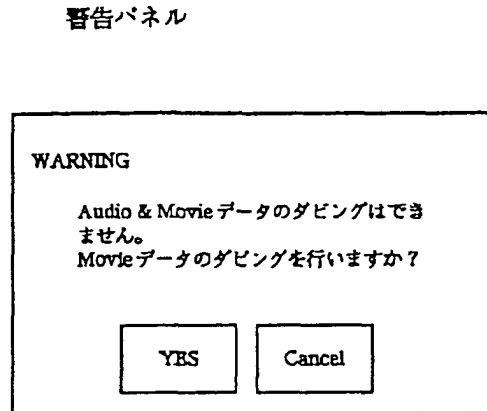 警告パネル
WARNING
Audio & Movieデータのダビングはでき
ません。
Movieデータのダビングを行いますか？
YES
Cancel